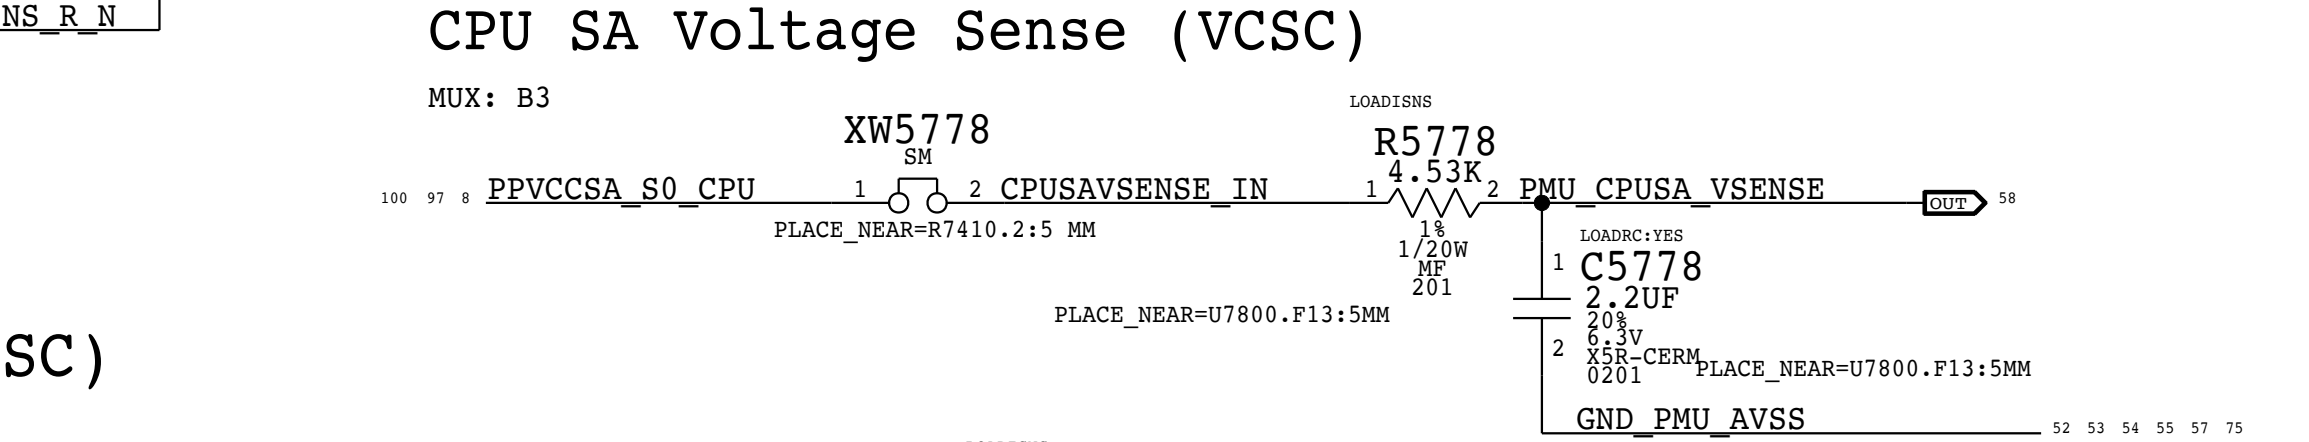 NS_R_N
CPU SA Voltage Sense (VCSC)
MUX: B3
LOADISNS
XW5778
SM
R5778
4.53K
100 97 8 PPVCCSA_S0_CPU 1 2 CPUSAVSENSE_IN 1 2 PMU_CPUSA_VSENSE OUT 58
PLACE_NEAR=R7410.2:5 MM
1%
1/20W
MF
201
PLACE_NEAR=U7800.F13:5MM
LOADRC:YES
1 C5778
2.2UF
20%
6.3V
2 X5R-CERM
0201
PLACE_NEAR=U7800.F13:5MM
SC)
GND_PMU_AVSS 52 53 54 55 57 75